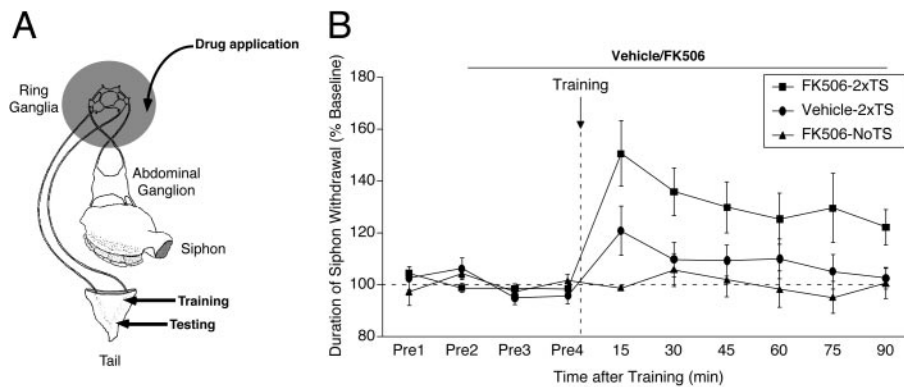 A
Drug application
Ring
Ganglia
Abdominal
Ganglion
Siphon
Training
Testing
Tail
B
Vehicle/FK506
Training
FK506-2xTS
Vehicle-2xTS
FK506-NoTS
Duration of Siphon Withdrawal (% Baseline)
180
160
140
120
100
80
Pre1 Pre2 Pre3 Pre4 15 30 45 60 75 90
Time after Training (min)